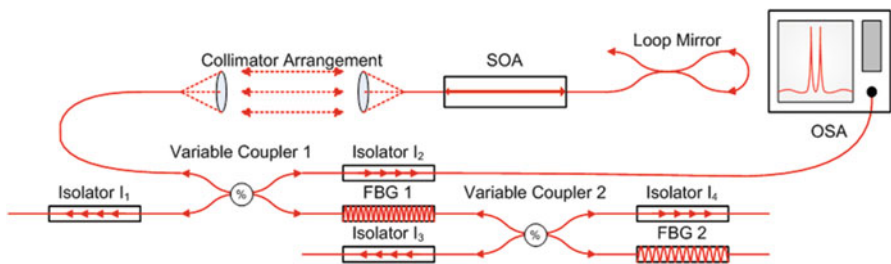 Collimator Arrangement
SOA
Loop Mirror
OSA
Variable Coupler 1
Isolator I₂
Isolator I₁
%
FBG 1
Variable Coupler 2
Isolator I₄
Isolator I₃
%
FBG 2